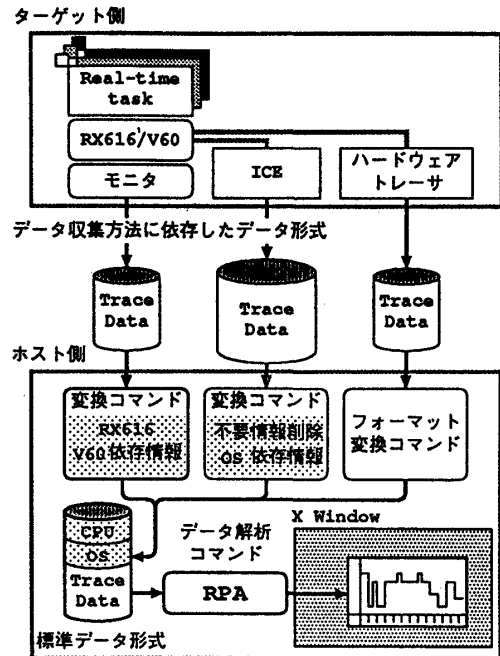 ターゲット側
Real-time
task
RX616/V60
モニタ
ICE
ハードウェア
トレーサ
データ収集方法に依存したデータ形式
Trace
Data
Trace
Data
Trace
Data
ホスト側
変換コマンド
RX616
V60依存情報
変換コマンド
不要情報削除
OS 依存情報
フォーマット
変換コマンド
CPU
OS
Trace
Data
データ解析
コマンド
RPA
X Window
標準データ形式